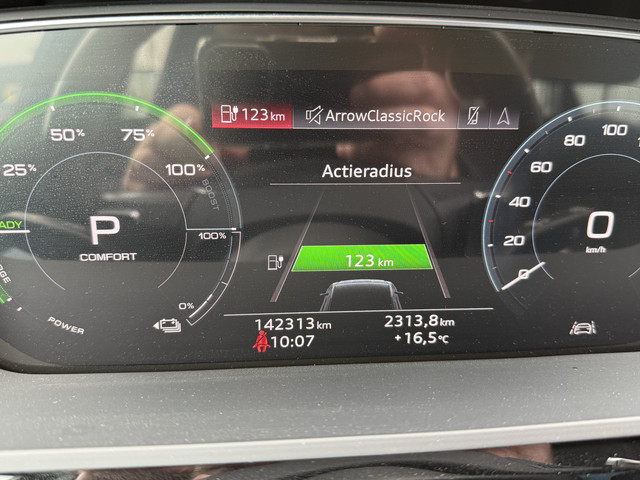 123 km ArrowClassicRock
Actieradius
123 km
142313 km 2313,8 km
10:07 +16,5°C
25% 50% 75% 100%
BOOST
ADY
P
COMFORT
100%
0%
POWER
0 20 40 60 80 100
0
km/h